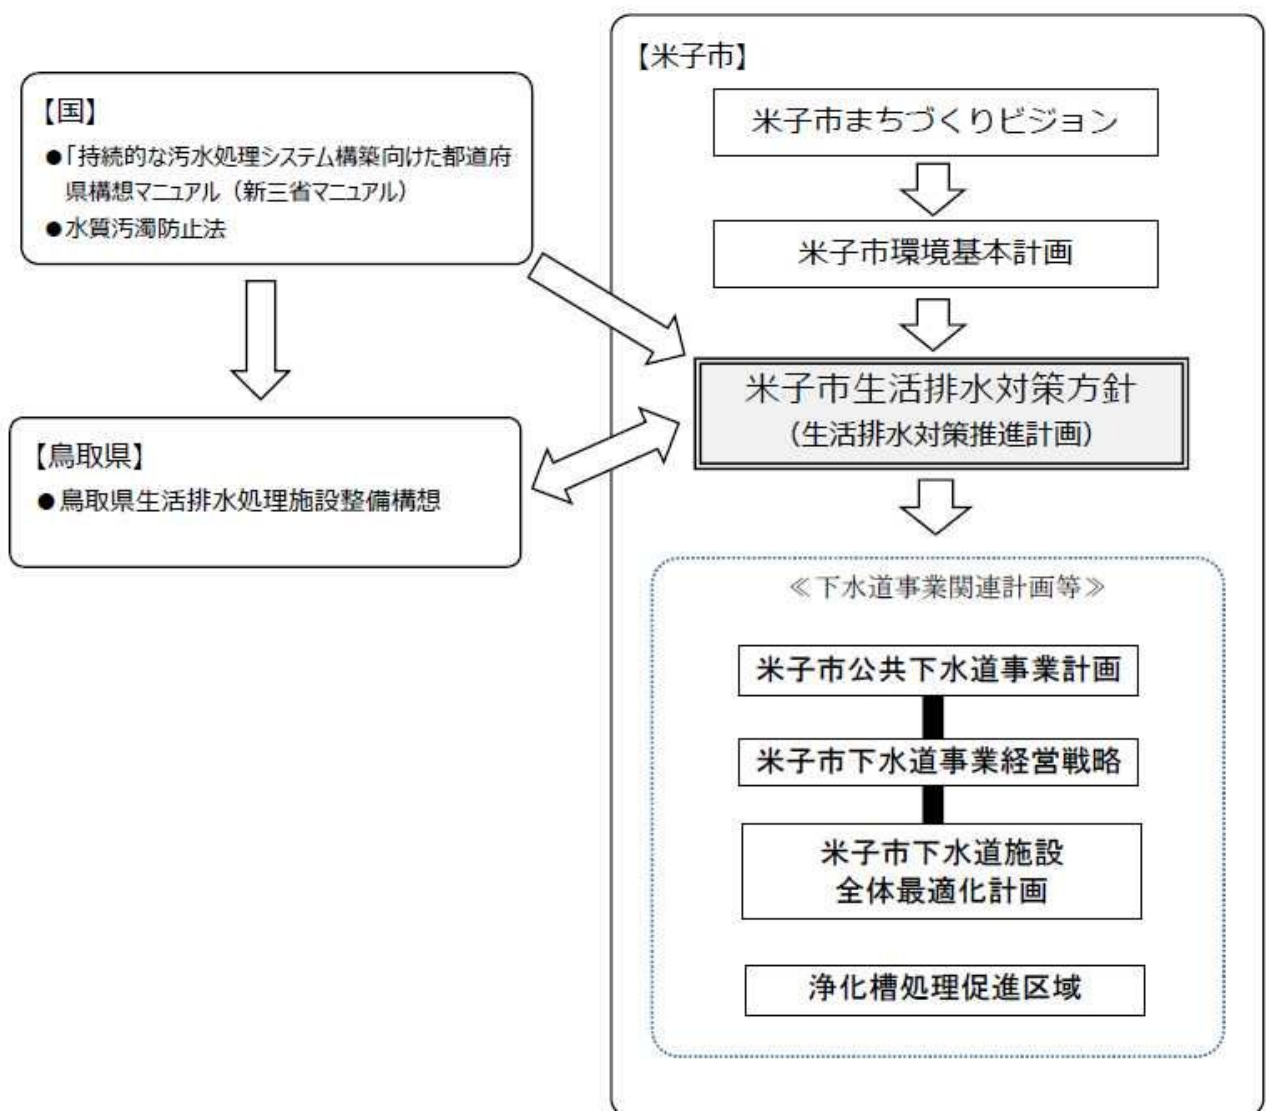 【国】
●「持続的な汚水処理システム構築向けた都道府
県構想マニュアル（新三省マニュアル）
●水質汚濁防止法
【鳥取県】
●鳥取県生活排水処理施設整備構想
【米子市】
米子市まちづくりビジョン
米子市環境基本計画
米子市生活排水対策方針
（生活排水対策推進計画）
≪下水道事業関連計画等≫
米子市公共下水道事業計画
米子市下水道事業経営戦略
米子市下水道施設
全体最適化計画
浄化槽処理促進区域